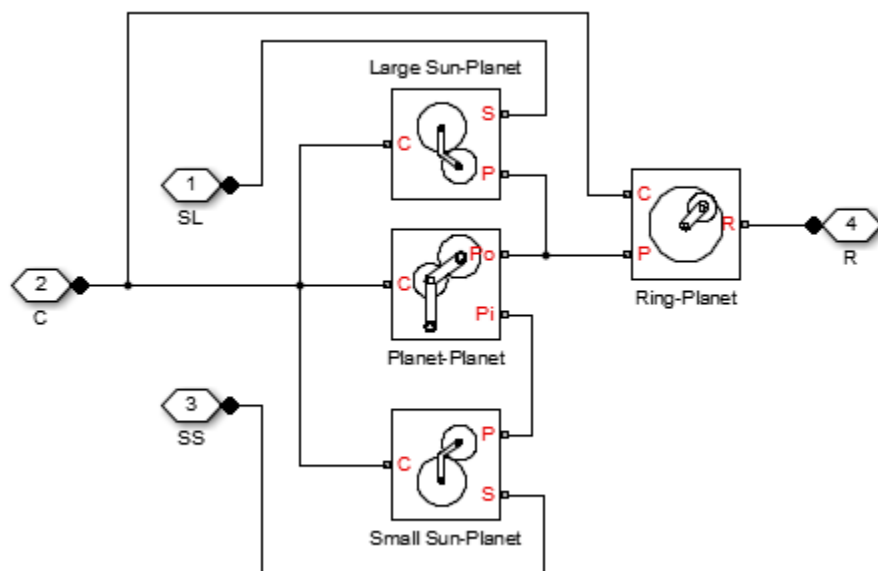 Large Sun-Planet
S
C
P
1
SL
C
R
P
4
R
Ring-Planet
2
C
Po
C
Pi
Planet-Planet
3
SS
P
C
S
Small Sun-Planet